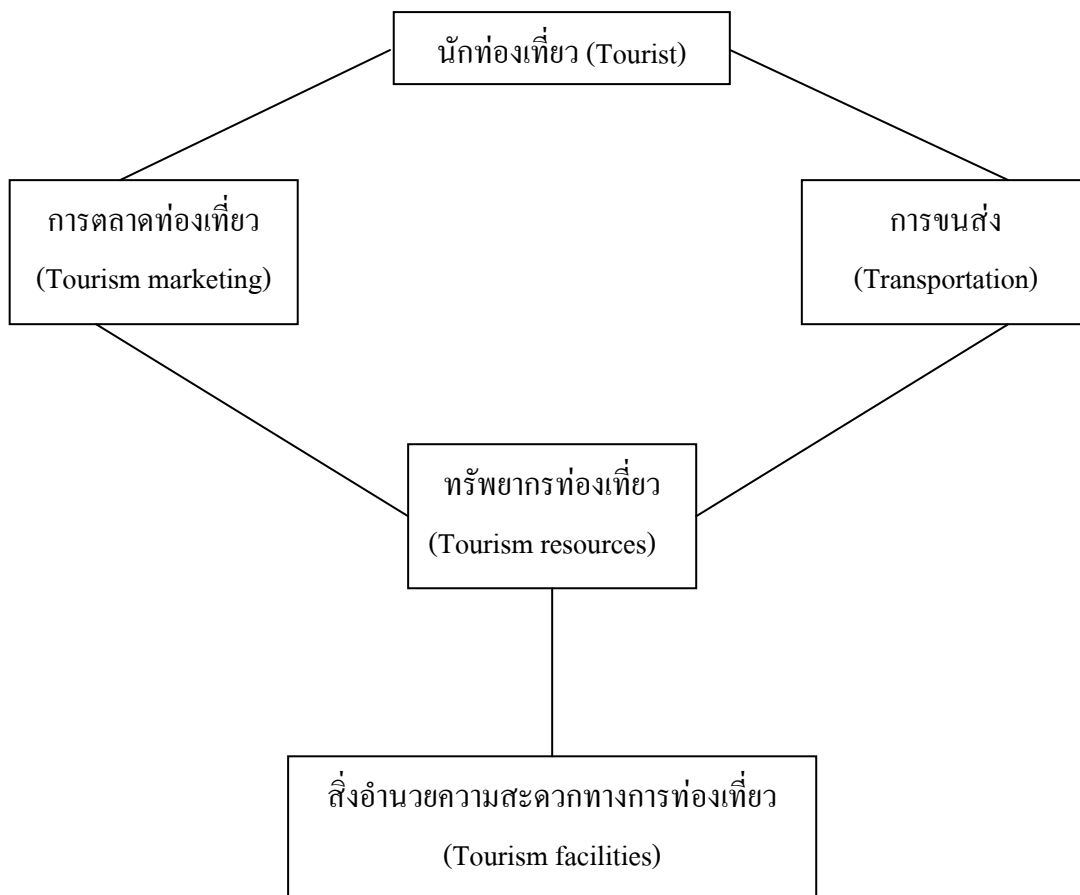 นักท่องเที่ยว (Tourist)
การตลาดท่องเที่ยว
(Tourism marketing)
การขนส่ง
(Transportation)
ทรัพยากรท่องเที่ยว
(Tourism resources)
สิ่งอำนวยความสะดวกทางการท่องเที่ยว
(Tourism facilities)